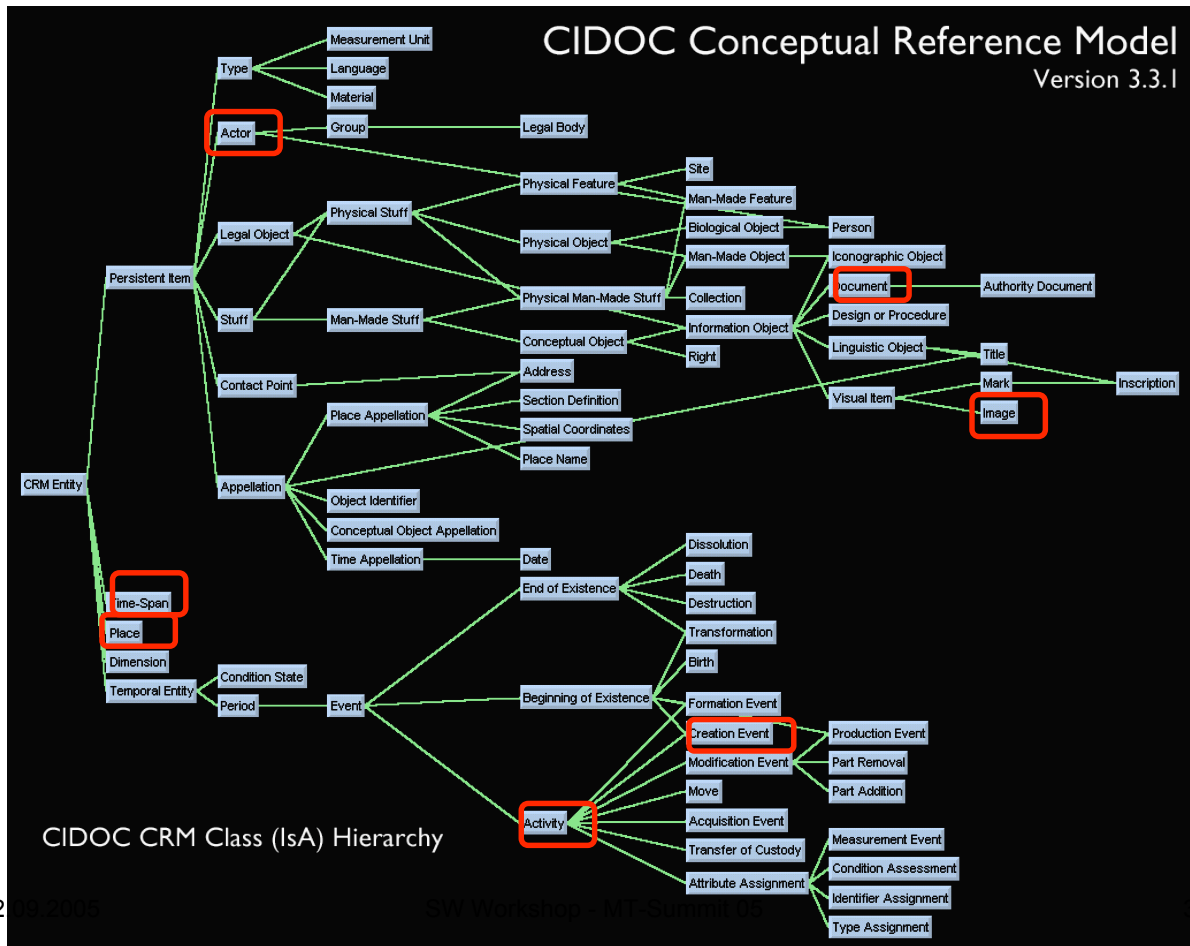 CIDOC Conceptual Reference Model
Version 3.3.1
Measurement Unit
Type
Language
Material
Actor
Group
Legal Body
Site
Physical Feature
Man-Made Feature
Physical Stuff
Legal Object
Biological Object
Person
Physical Object
Man-Made Object
Iconographic Object
Persistent Item
Document
Authority Document
Physical Man-Made Stuff
Collection
Stuff
Man-Made Stuff
Information Object
Design or Procedure
Conceptual Object
Linguistic Object
Right
Title
Address
Contact Point
Mark
Inscription
Visual Item
Section Definition
Image
Place Appellation
Spatial Coordinates
Place Name
CRM Entity
Appellation
Object Identifier
Conceptual Object Appellation
Time Appellation
Date
Dissolution
Death
End of Existence
Destruction
Time-Span
Transformation
Place
Birth
Dimension
Condition State
Temporal Entity
Beginning of Existence
Period
Event
Formation Event
Creation Event
Production Event
Modification Event
Part Removal
Move
Part Addition
Activity
Acquisition Event
CIDOC CRM Class (IsA) Hierarchy
Measurement Event
Transfer of Custody
Condition Assessment
Attribute Assignment
Identifier Assignment
Type Assignment
2.09.2005
SW Workshop - MT-Summit 05